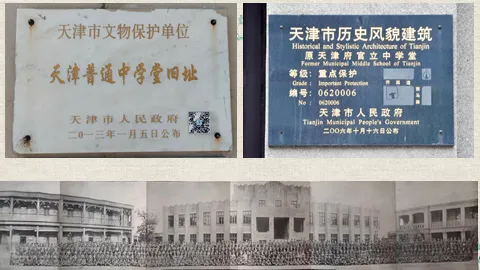 天津市文物保护单位
天津普通中学堂旧址
天津市人民政府
二〇一三年一月五日公布
天津市历史风貌建筑
Historical and Stylistic Architecture of Tianjin
原天津府官立中学堂
Former Municipal Middle School of Tianjin
等级：重点保护
Grade : Important Protection
编号：0620006
No : 0620006
天津市人民政府
Tianjin Municipal People's Government
二〇〇六年十月十六日公布